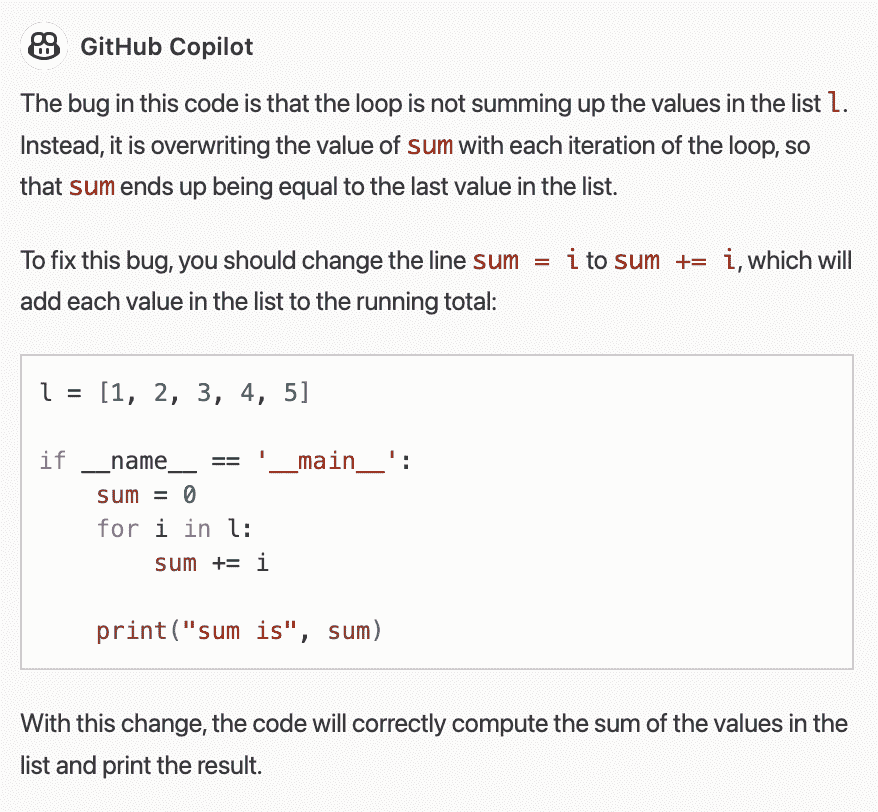 GitHub Copilot
The bug in this code is that the loop is not summing up the values in the list l.
Instead, it is overwriting the value of sum with each iteration of the loop, so
that sum ends up being equal to the last value in the list.
To fix this bug, you should change the line sum = i to sum += i, which will
add each value in the list to the running total:
l = [1, 2, 3, 4, 5]
if __name__ == '__main__':
    sum = 0
    for i in l:
        sum += i
    print("sum is", sum)
With this change, the code will correctly compute the sum of the values in the
list and print the result.